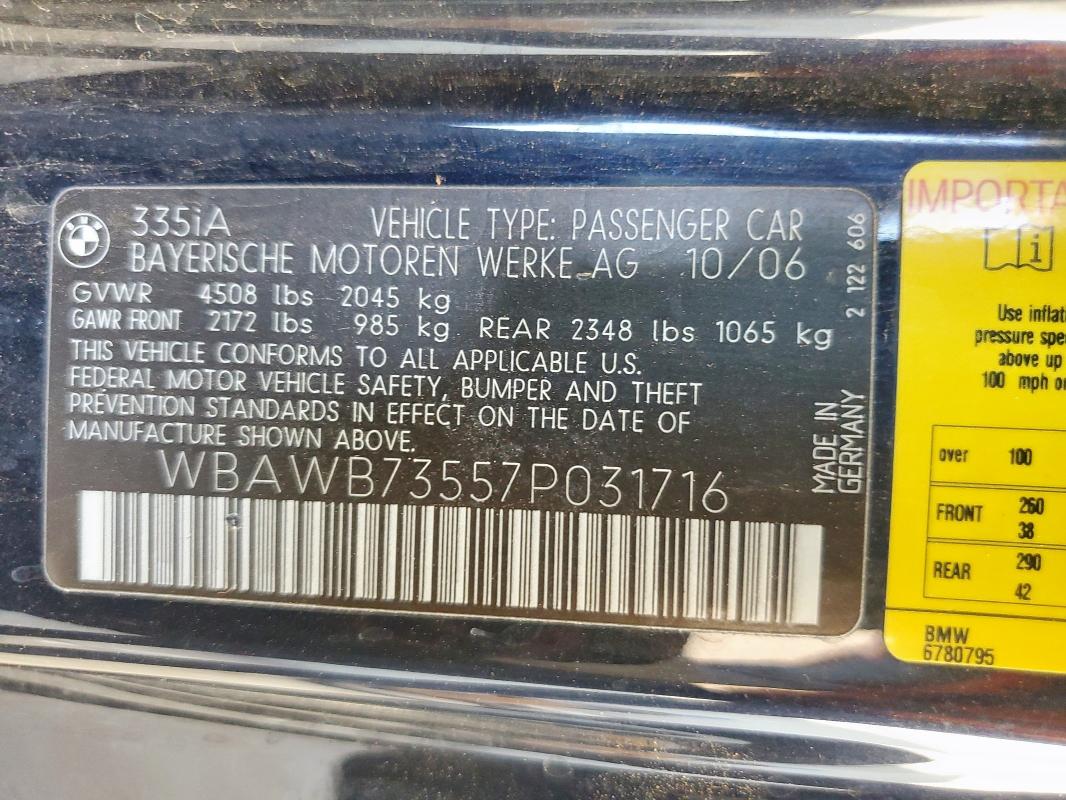 335iA VEHICLE TYPE: PASSENGER CAR
BAYERISCHE MOTOREN WERKE AG 10/06
GVWR 4508 lbs 2045 kg
GAWR FRONT 2172 lbs 985 kg REAR 2348 lbs 1065 kg
THIS VEHICLE CONFORMS TO ALL APPLICABLE U.S.
FEDERAL MOTOR VEHICLE SAFETY, BUMPER AND THEFT
PREVENTION STANDARDS IN EFFECT ON THE DATE OF
MANUFACTURE SHOWN ABOVE.
WBAWB73557P031716
2 122 606
MADE IN
GERMANY
IMPORTA
Use inflati
pressure spe
above up
100 mph o
over 100
FRONT 260
38
REAR 290
42
BMW
6780795